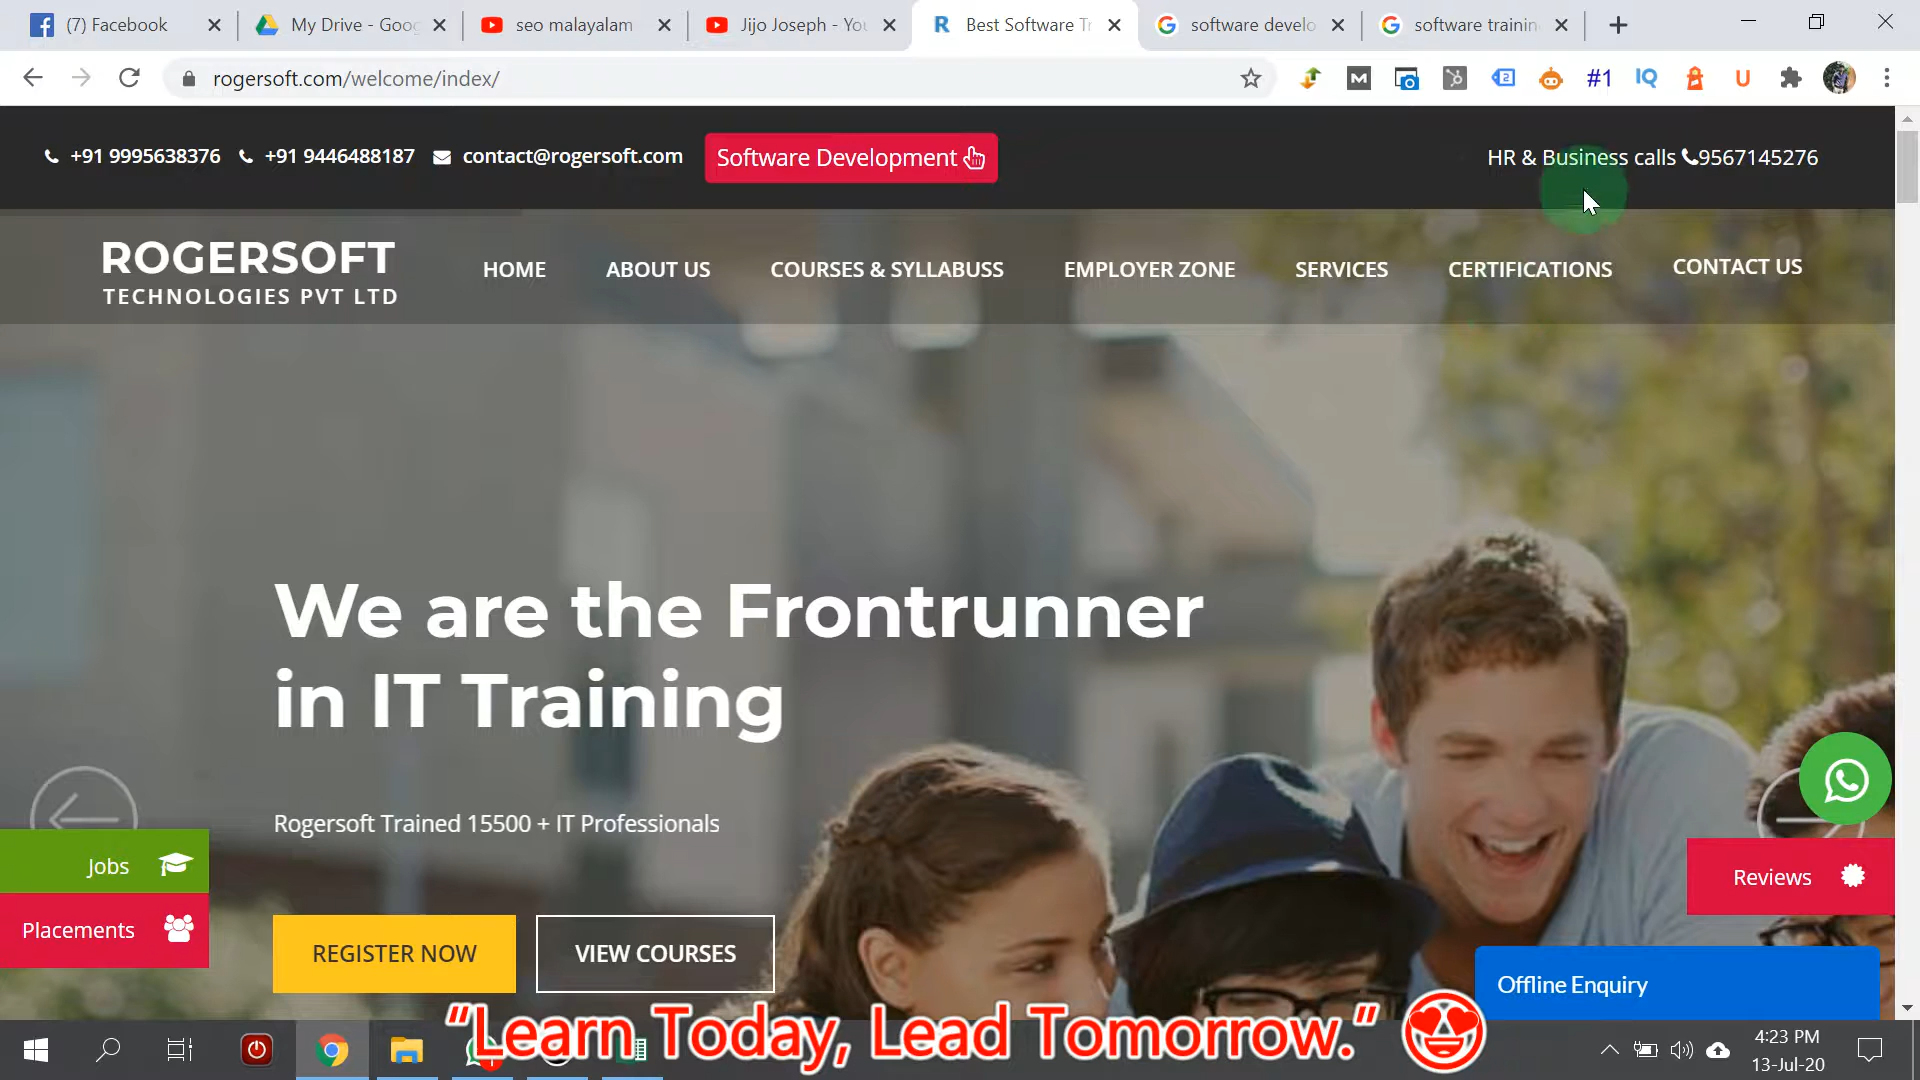 (7) Facebook
My Drive - Goog
seo malayalam
Jijo Joseph - You
Best Software Tr
software develo
software trainin
rogersoft.com/welcome/index/
#1
IQ
+91 9995638376
+91 9446488187
contact@rogersoft.com
Software Development
HR & Business calls 9567145276
ROGERSOFT
TECHNOLOGIES PVT LTD
HOME
ABOUT US
COURSES & SYLLABUSS
EMPLOYER ZONE
SERVICES
CERTIFICATIONS
CONTACT US
We are the Frontrunner
in IT Training
Rogersoft Trained 15500 + IT Professionals
Jobs
Placements
REGISTER NOW
VIEW COURSES
Reviews
Offline Enquiry
“Learn Today, Lead Tomorrow.”
4:23 PM
13-Jul-20